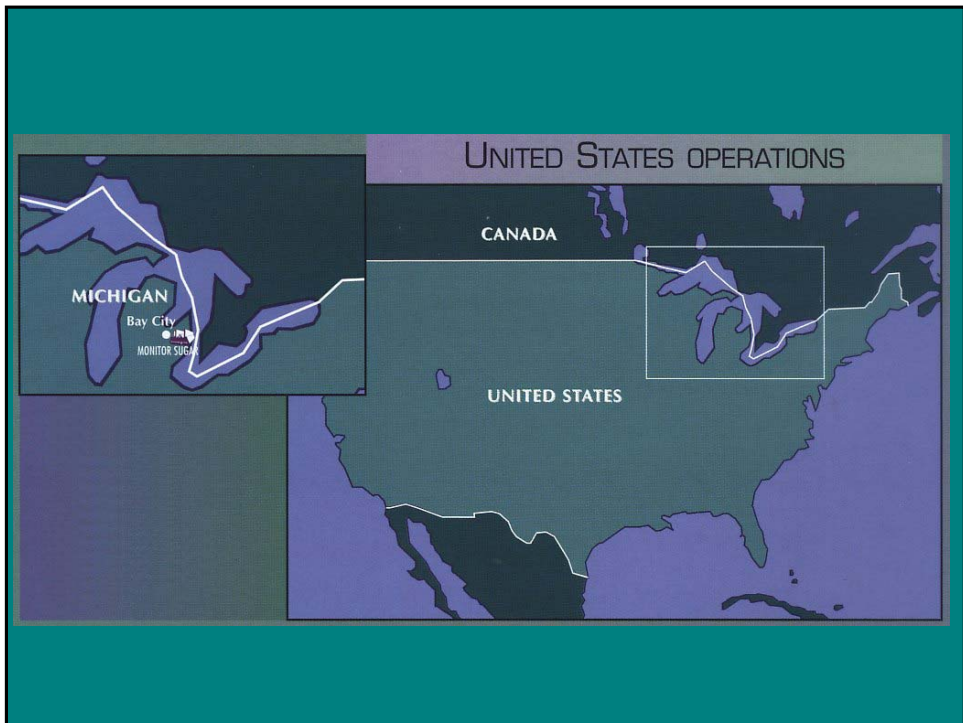 UNITED STATES OPERATIONS
CANADA
MICHIGAN
Bay City
MONITOR SUGAR
UNITED STATES